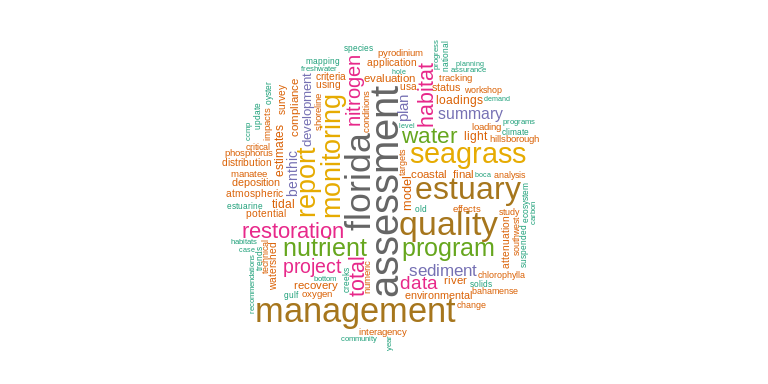 species
pyrodinium
progress
national
mapping
freshwater
nitrogen
application
hole
habitat
planning
assurance
criteria
using
evaluation
usa
tracking
status
workshop
oyster
survey
compliance
development
shoreline
monitoring
conditions
assessment
plan
loadings
demand
summary
update
impacts
level
programs
ccmp
critical
estimates
florida
water
loading
climate
light
hillsborough
phosphorus
distribution
benthic
report
targets
seagrass
manatee
deposition
model
coastal
final
boca
analysis
atmospheric
estuary
ecosystem
carbon
estuarine
tidal
potential
old
effects
study
southwest
suspended
restoration
quality
attenuation
habitats
case
trends
technical
nutrient
program
watershed
project
total
numeric
sediment
chlorophylla
recommendations
bottom
creeks
recovery
data
river
solids
gulf
oxygen
environmental
bahamense
management
change
interagency
community
year